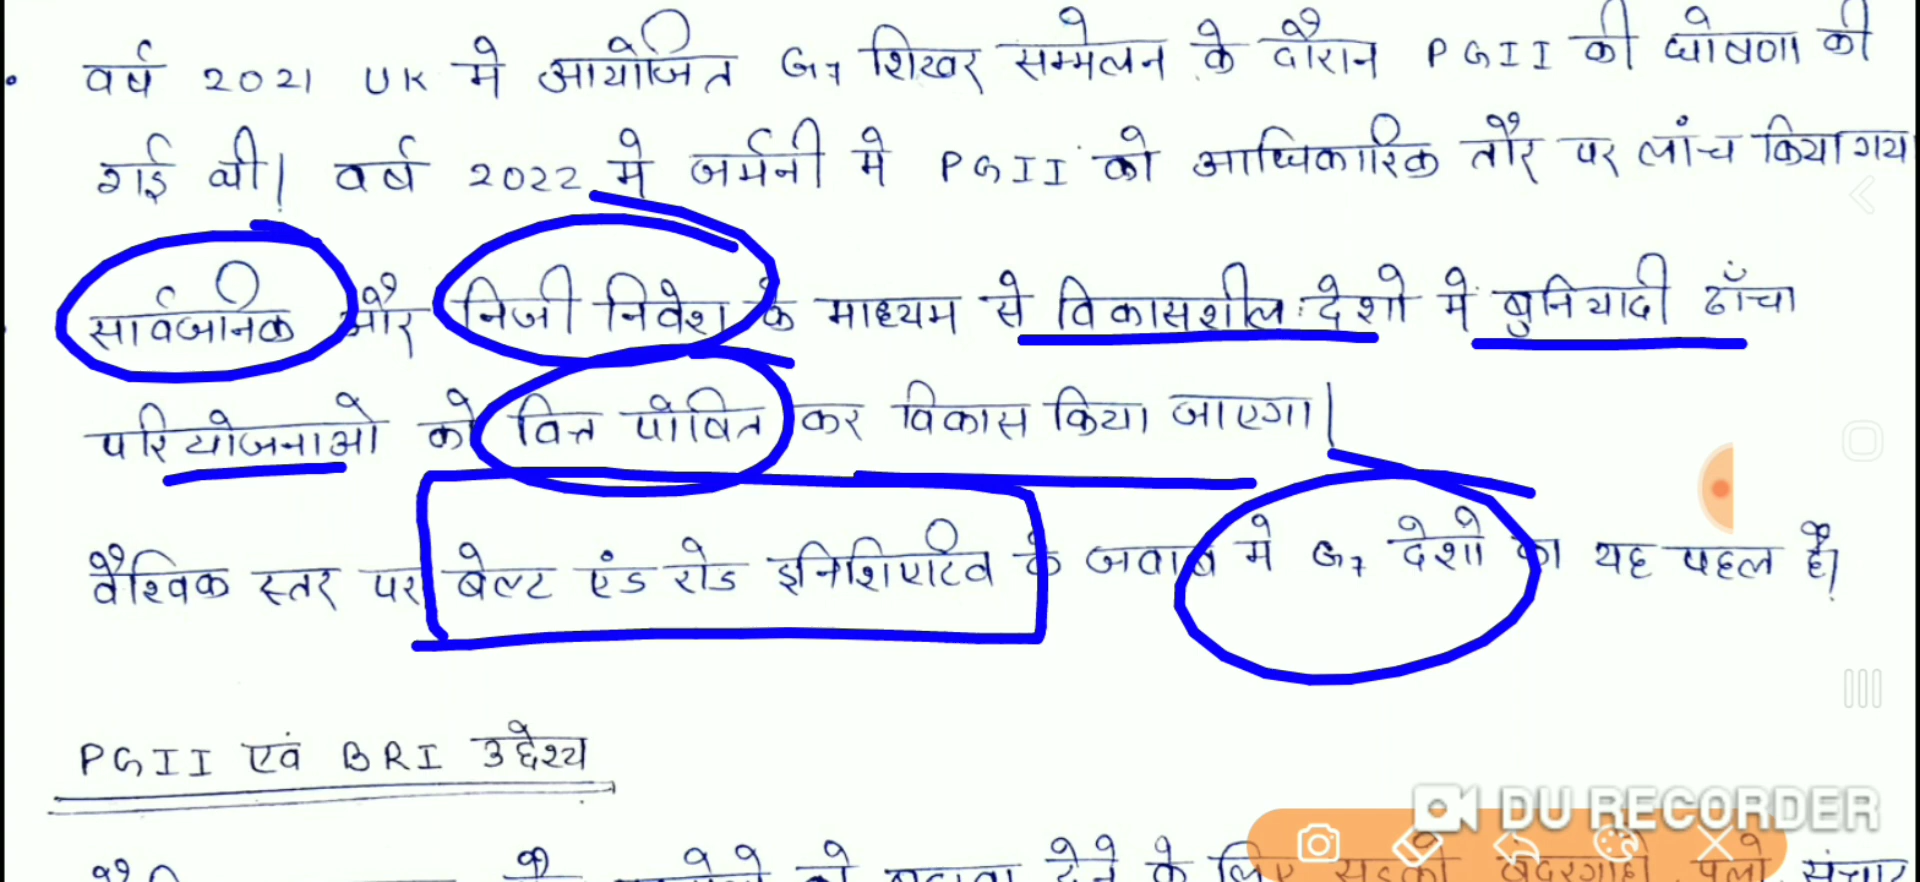 वर्ष 2021 UK मे आयोजित G7 शिखर सम्मेलन के दौरान PGII की घोषणा की
गई थी। वर्ष 2022 मे जर्मनी मे PGII को आधिकारिक तौर पर लांच किया गय
सार्वजनिक और निजी निवेश के माध्यम से विकासशील देशो मे बुनियादी ढाँचा
परियोजनाओ को वित्त पोषित कर विकास किया जाएगा।
वैश्विक स्तर पर बेल्ट एंड रोड इनिशिएटिव के जवाब मे G7 देशो का यह पहल है।
PGII एवं BRI उद्देश्य
DU RECORDER
को देने के लिए सड़को बंदरगाहो पुलो संचार